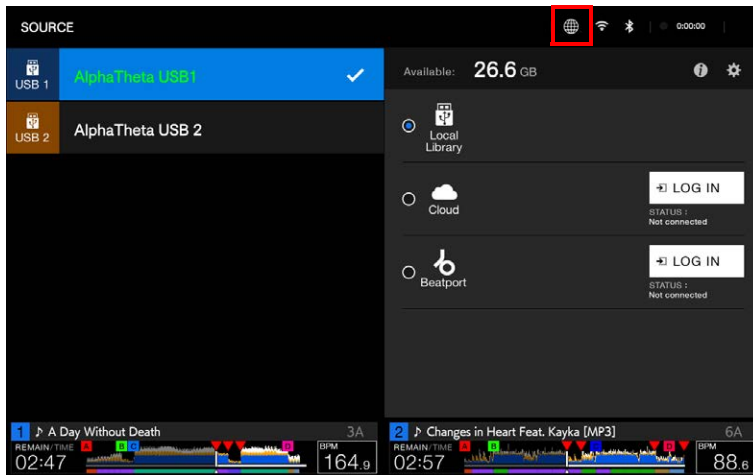 SOURCE
0:00:00
USB 1
AlphaTheta USB1
Available: 26.6 GB
USB 2
AlphaTheta USB 2
Local
Library
Cloud
LOG IN
STATUS :
Not connected
Beatport
LOG IN
STATUS :
Not connected
1 ♪ A Day Without Death 3A
REMAIN/TIME A B C D BPM
02:47 164.9
2 ♪ Changes in Heart Feat. Kayka [MP3] 6A
REMAIN/TIME A B C D BPM
02:57 88.6